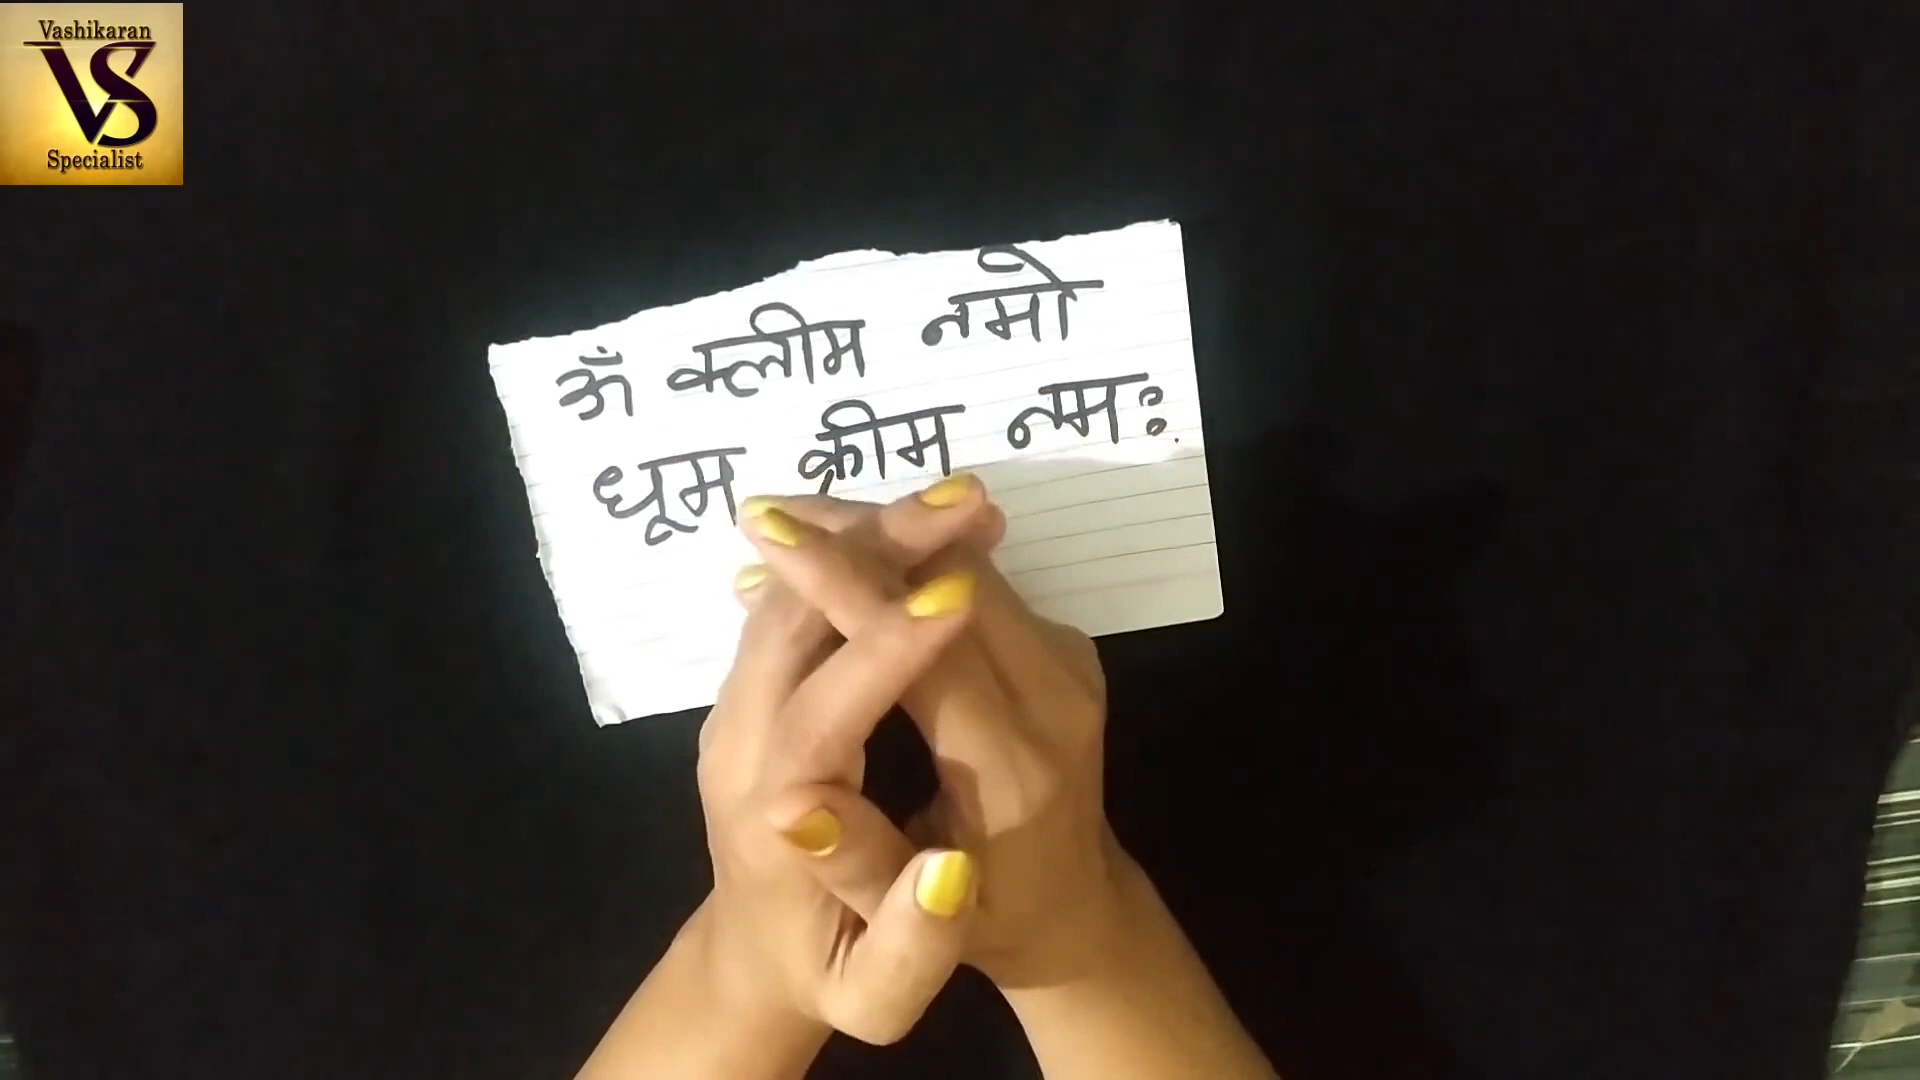 Vashikaran
VS
Specialist
ॐ क्लीम नमो
धूम क्रीम नमः